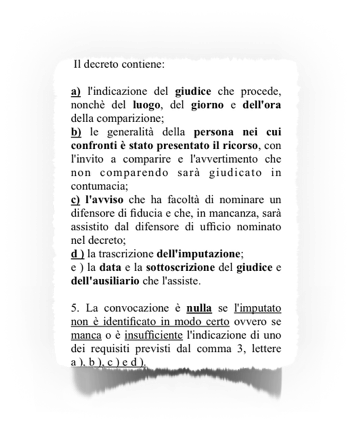 Il decreto contiene:
a) l'indicazione del giudice che procede,
nonchè del luogo, del giorno e dell'ora
della comparizione;
b) le generalità della persona nei cui
confronti è stato presentato il ricorso, con
l'invito a comparire e l'avvertimento che
non comparendo sarà giudicato in
contumacia;
c) l'avviso che ha facoltà di nominare un
difensore di fiducia e che, in mancanza, sarà
assistito dal difensore di ufficio nominato
nel decreto;
d ) la trascrizione dell'imputazione;
e ) la data e la sottoscrizione del giudice e
dell'ausiliario che l'assiste.
5. La convocazione è nulla se l'imputato
non è identificato in modo certo ovvero se
manca o è insufficiente l'indicazione di uno
dei requisiti previsti dal comma 3, lettere
a ), b ), c ) e d ).